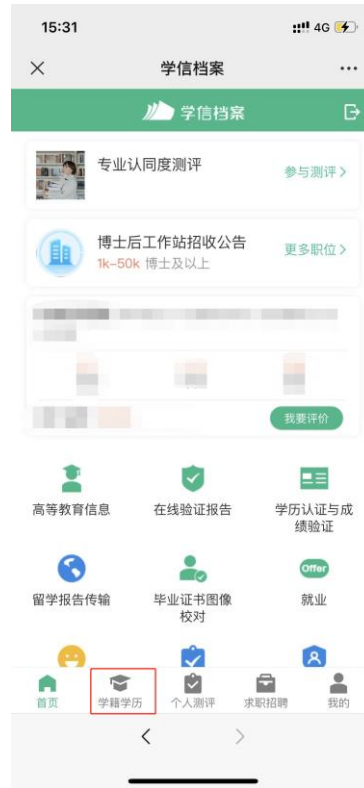 15:31
4G
学信档案
学信档案
专业认同度测评
参与测评>
博士后工作站招收公告
更多职位>
1k-50k 博士及以上
我要评价
高等教育信息
在线验证报告
学历认证与成
绩验证
Offer
留学报告传输
毕业证书图像
校对
就业
首页
学籍学历
个人测评
求职招聘
我的